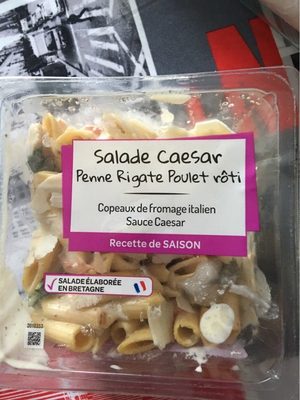 Salade Caesar
Penne Rigate Poulet rôti
Copeaux de fromage italien
Sauce Caesar
Recette de SAISON
SALADE ÉLABORÉE
EN BRETAGNE